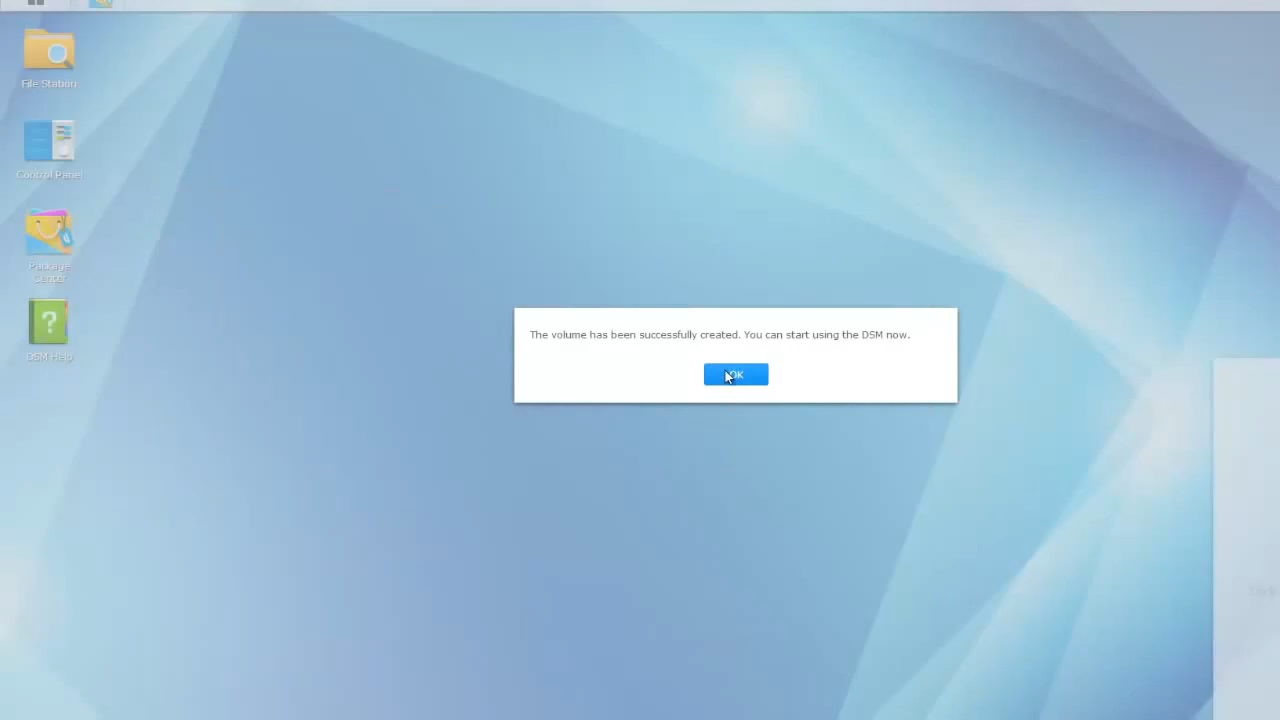 File Station
Control Panel
Package
Center
DSM Help
The volume has been successfully created. You can start using the DSM now.
OK